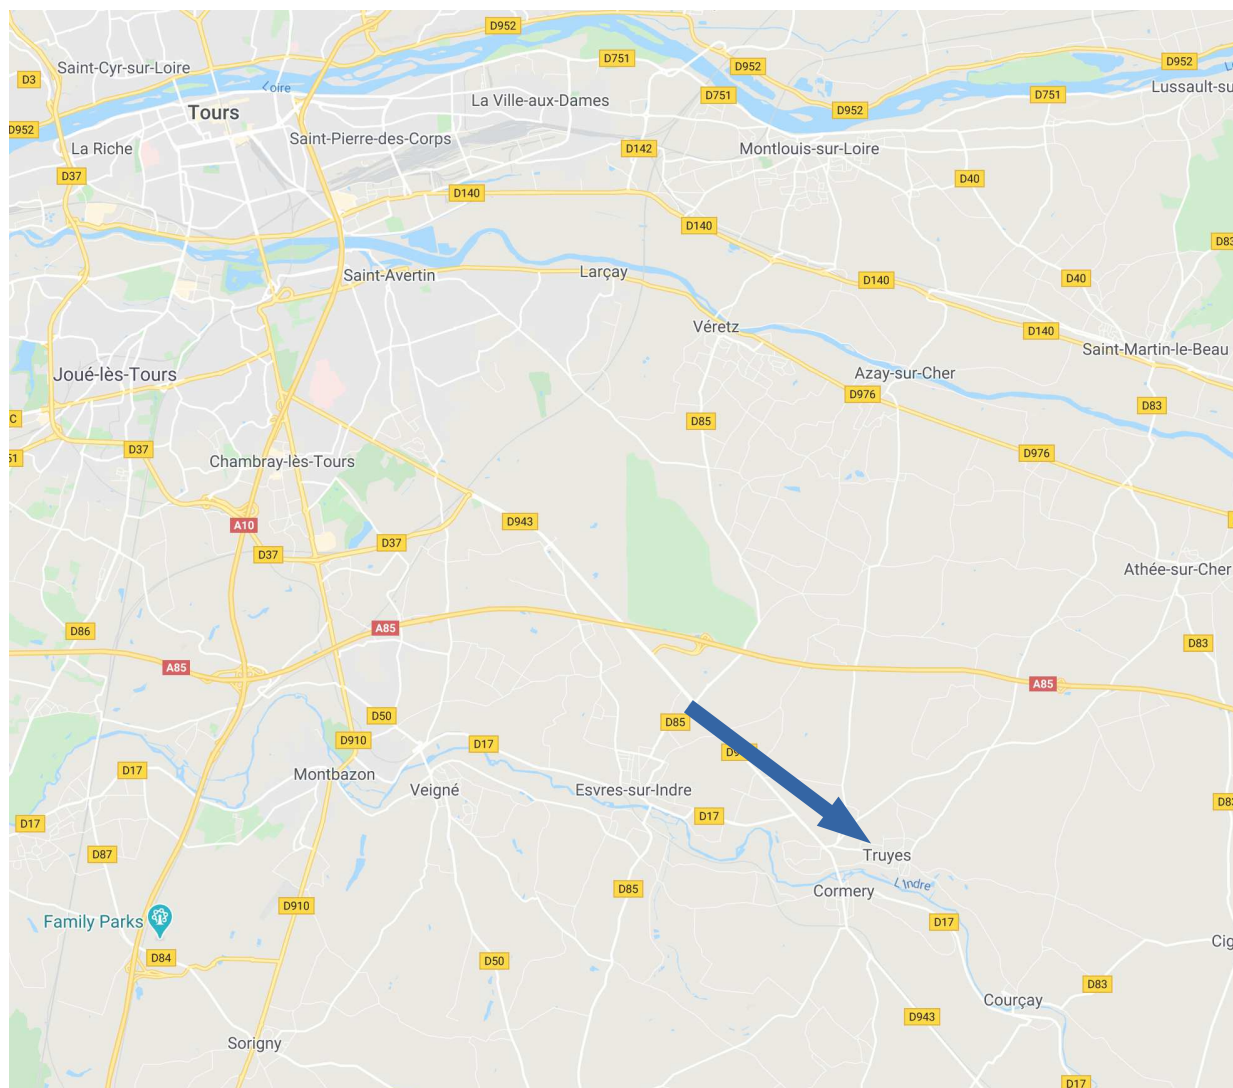 D952
D952
D3
Saint-Cyr-sur-Loire
D751
D952
Loire
La Ville-aux-Dames
D751
D751
Lussault-su
Tours
D952
D952
Saint-Pierre-des-Corps
La Riche
D142
Montlouis-sur-Loire
D37
D140
D40
D140
D83
Saint-Avertin
Larçay
D140
D40
Véretz
D140
Saint-Martin-le-Beau
Joué-lès-Tours
Azay-sur-Cher
D976
D83
C
D85
D37
51
Chambray-lès-Tours
D976
A10
D943
D37
D37
Athée-sur-Cher
D86
A85
D83
A85
A85
D50
D85
D910
D17
D9
Montbazon
D17
Veigné
Esvres-sur-Indre
D83
D17
D17
D87
Truyes
D85
Cormery
L'Indre
D910
Family Parks
D17
Cig
D84
D50
D83
Courçay
D943
Sorigny
D17